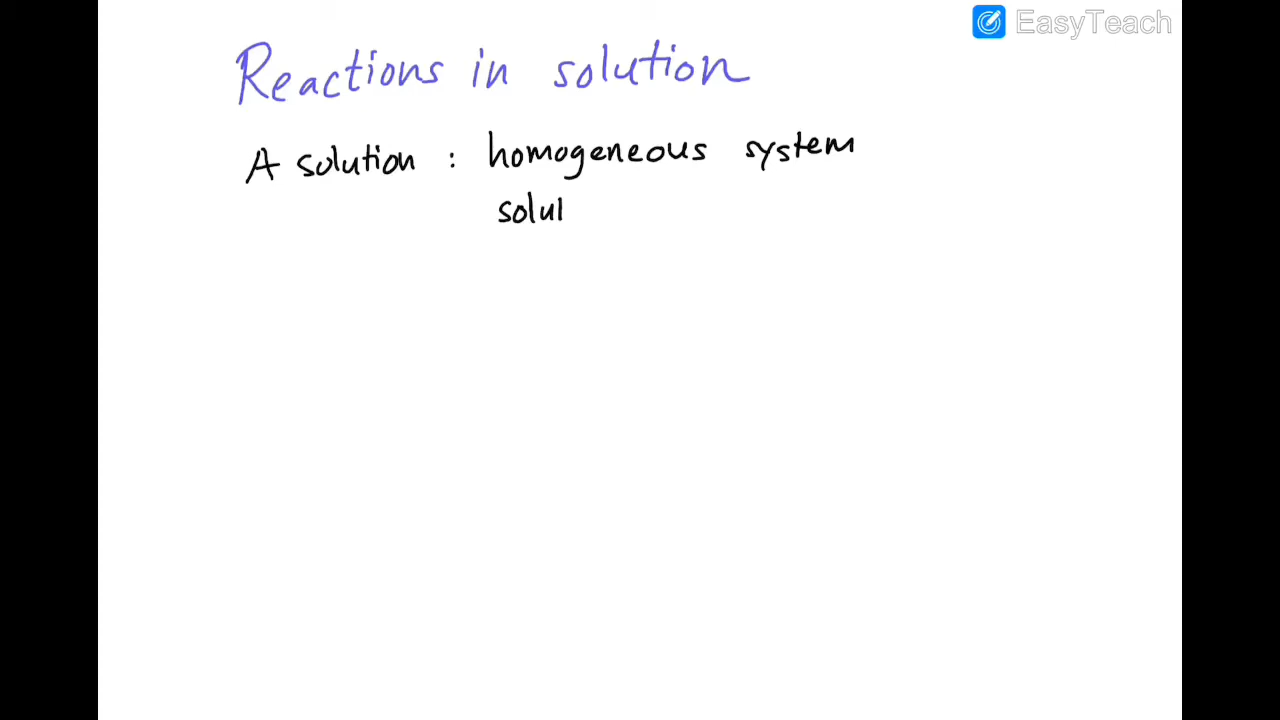 EasyTeach
Reactions in solution
A solution : homogeneous system
solul